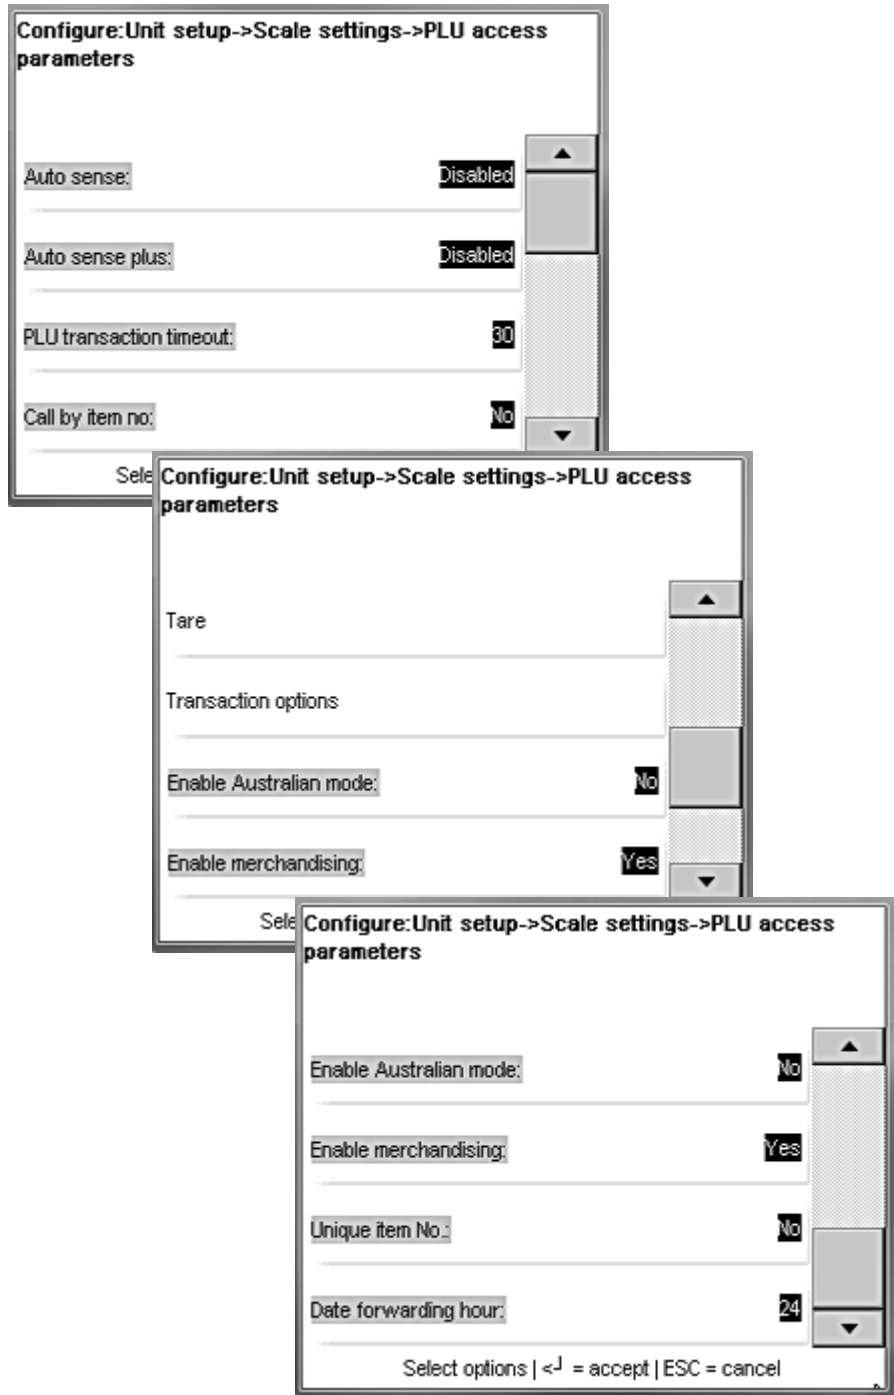 Configure:Unit setup->Scale settings->PLU access
parameters
Auto sense: Disabled
Auto sense plus: Disabled
PLU transaction timeout: 30
Call by item no: No
Sele
Configure:Unit setup->Scale settings->PLU access
parameters
Tare
Transaction options
Enable Australian mode: No
Enable merchandising: Yes
Sele
Configure:Unit setup->Scale settings->PLU access
parameters
Enable Australian mode: No
Enable merchandising: Yes
Unique item No.: No
Date forwarding hour: 24
Select options | <┘ = accept | ESC = cancel